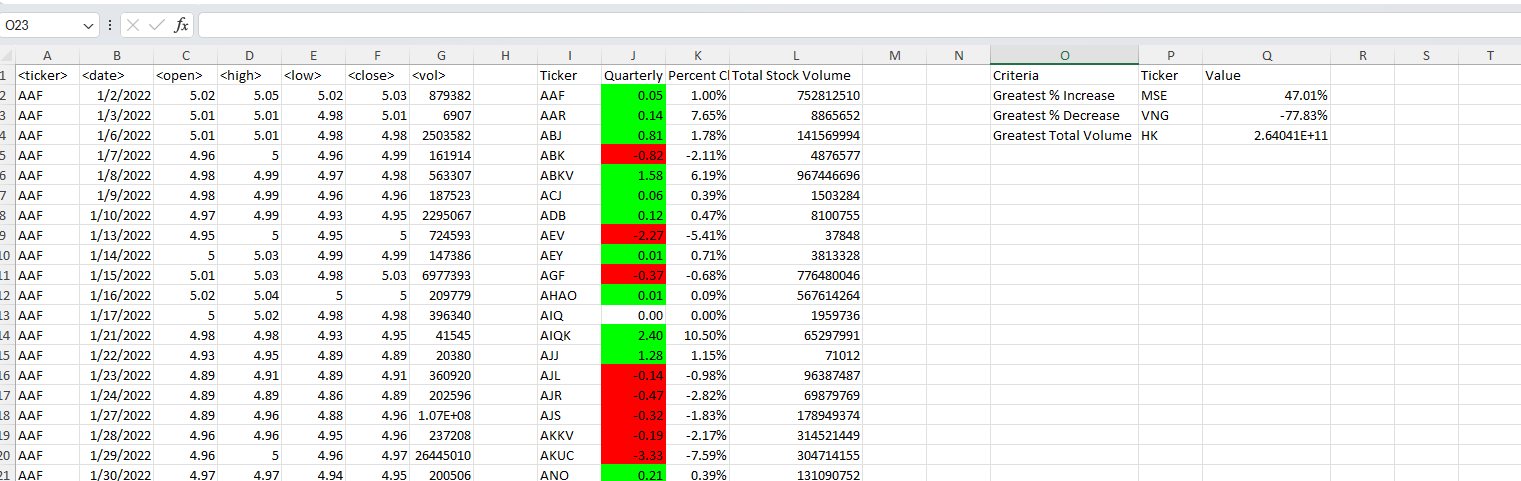 O23 fx
A B C D E F G H I J K L M N O P Q R S T
1 <ticker> <date> <open> <high> <low> <close> <vol> Ticker Quarterly Percent Cl Total Stock Volume Criteria Ticker Value
2 AAF 1/2/2022 5.02 5.05 5.02 5.03 879382 AAF 0.05 1.00% 752812510 Greatest % Increase MSE 47.01%
3 AAF 1/3/2022 5.01 5.01 4.98 5.01 6907 AAR 0.14 7.65% 8865652 Greatest % Decrease VNG -77.83%
4 AAF 1/6/2022 5.01 5.01 4.98 4.98 2503582 ABJ 0.81 1.78% 141569994 Greatest Total Volume HK 2.64041E+11
5 AAF 1/7/2022 4.96 5 4.96 4.99 161914 ABK -0.82 -2.11% 4876577
6 AAF 1/8/2022 4.98 4.99 4.97 4.98 563307 ABKV 1.58 6.19% 967446696
7 AAF 1/9/2022 4.98 4.99 4.96 4.96 187523 ACJ 0.06 0.39% 1503284
8 AAF 1/10/2022 4.97 4.99 4.93 4.95 2295067 ADB 0.12 0.47% 8100755
9 AAF 1/13/2022 4.95 5 4.95 5 724593 AEV -2.27 -5.41% 37848
10 AAF 1/14/2022 5 5.03 4.99 4.99 147386 AEY 0.01 0.71% 3813328
11 AAF 1/15/2022 5.01 5.03 4.98 5.03 6977393 AGF -0.37 -0.68% 776480046
12 AAF 1/16/2022 5.02 5.04 5 5 209779 AHAO 0.01 0.09% 567614264
13 AAF 1/17/2022 5 5.02 4.98 4.98 396340 AIQ 0.00 0.00% 1959736
14 AAF 1/21/2022 4.98 4.98 4.93 4.95 41545 AIQK 2.40 10.50% 65297991
15 AAF 1/22/2022 4.93 4.95 4.89 4.89 20380 AJJ 1.28 1.15% 71012
16 AAF 1/23/2022 4.89 4.91 4.89 4.91 360920 AJL -0.14 -0.98% 96387487
17 AAF 1/24/2022 4.89 4.89 4.86 4.89 202596 AJR -0.47 -2.82% 69879769
18 AAF 1/27/2022 4.89 4.96 4.88 4.96 1.07E+08 AJS -0.32 -1.83% 178949374
19 AAF 1/28/2022 4.96 4.96 4.95 4.96 237208 AKKV -0.19 -2.17% 314521449
20 AAF 1/29/2022 4.96 5 4.96 4.97 26445010 AKUC -3.33 -7.59% 304714155
21 AAF 1/30/2022 4.97 4.97 4.94 4.95 200506 ANO 0.21 0.39% 131090752